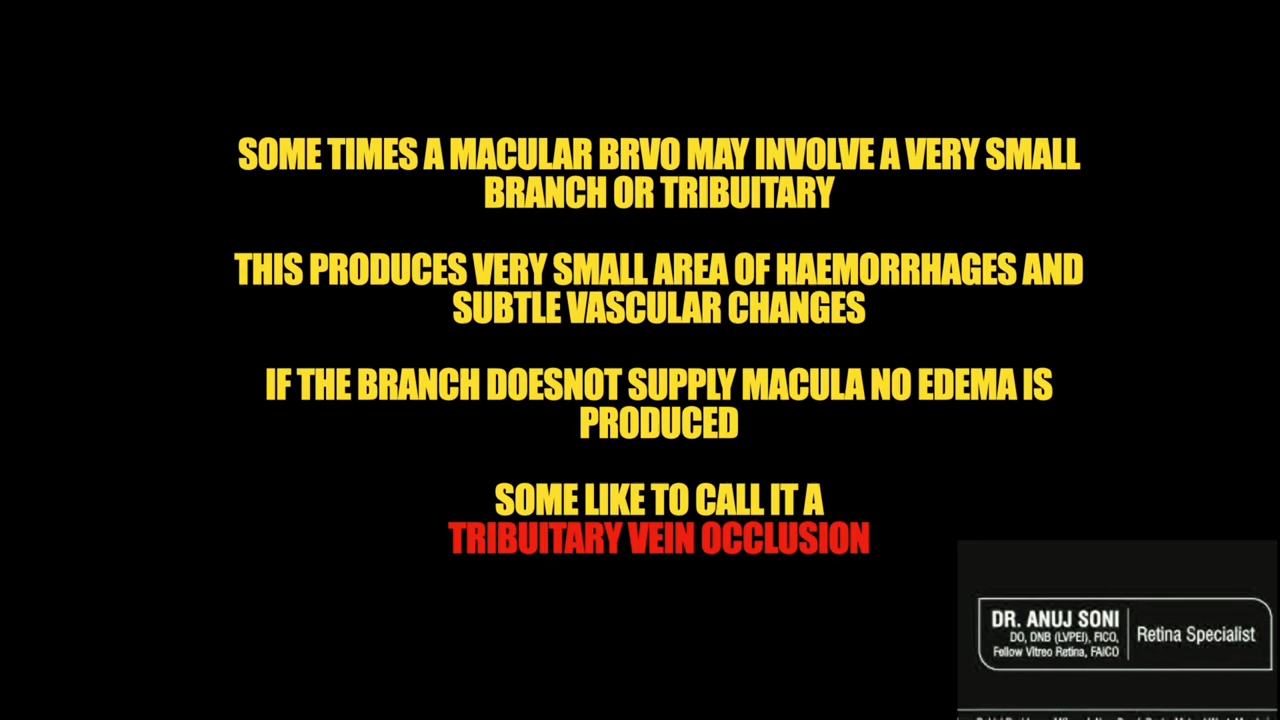 SOME TIMES A MACULAR BRVO MAY INVOLVE A VERY SMALL
BRANCH OR TRIBUITARY
THIS PRODUCES VERY SMALL AREA OF HAEMORRHAGES AND
SUBTLE VASCULAR CHANGES
IF THE BRANCH DOESNOT SUPPLY MACULA NO EDEMA IS
PRODUCED
SOME LIKE TO CALL IT A
TRIBUITARY VEIN OCCLUSION
DR. ANUJ SONI
DO, DNB (LVPEI), FICO,
Fellow Vitreo Retina, FAICO
Retina Specialist